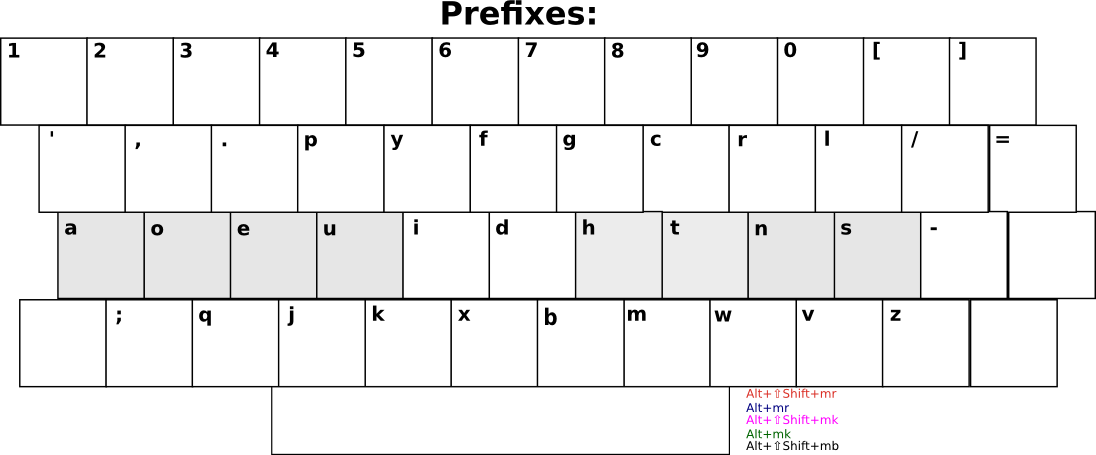 Prefixes:
1 2 3 4 5 6 7 8 9 0 [ ]
' , . p y f g c r l / =
a o e u i d h t n s -
; q j k x b m w v z
Alt+⇧Shift+mr
Alt+mr
Alt+⇧Shift+mk
Alt+mk
Alt+⇧Shift+mb